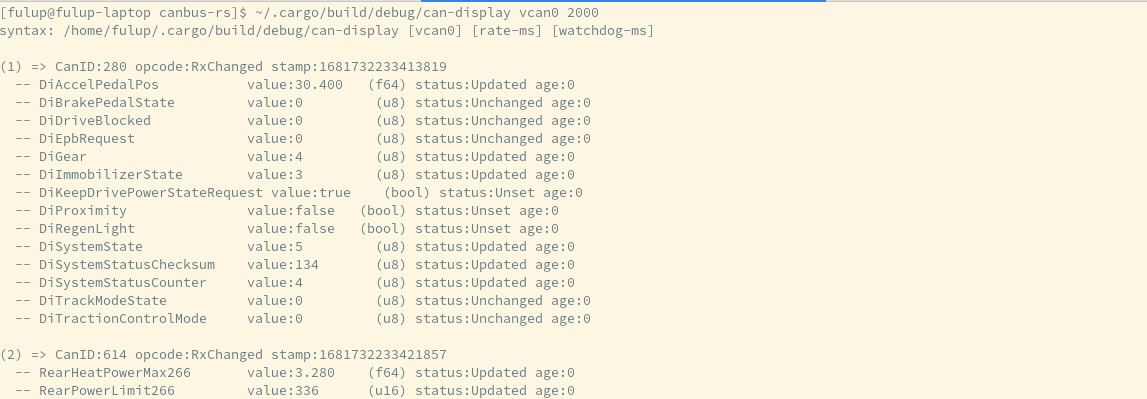 [fulup@fulup-laptop canbus-rs]$ ~/.cargo/build/debug/can-display vcan0 2000
syntax: /home/fulup/.cargo/build/debug/can-display [vcan0] [rate-ms] [watchdog-ms]
(1) => CanID:280 opcode:RxChanged stamp:1681732233413819
-- DiAccelPedalPos value:30.400 (f64) status:Updated age:0
-- DiBrakePedalState value:0 (u8) status:Unchanged age:0
-- DiDriveBlocked value:0 (u8) status:Unchanged age:0
-- DiEpbRequest value:0 (u8) status:Unchanged age:0
-- DiGear value:4 (u8) status:Updated age:0
-- DiImmobilizerState value:3 (u8) status:Updated age:0
-- DiKeepDrivePowerStateRequest value:true (bool) status:Unset age:0
-- DiProximity value:false (bool) status:Unset age:0
-- DiRegenLight value:false (bool) status:Unset age:0
-- DiSystemState value:5 (u8) status:Updated age:0
-- DiSystemStatusChecksum value:134 (u8) status:Updated age:0
-- DiSystemStatusCounter value:4 (u8) status:Updated age:0
-- DiTrackModeState value:0 (u8) status:Unchanged age:0
-- DiTractionControlMode value:0 (u8) status:Unchanged age:0
(2) => CanID:614 opcode:RxChanged stamp:1681732233421857
-- RearHeatPowerMax266 value:3.280 (f64) status:Updated age:0
-- RearPowerLimit266 value:336 (u16) status:Updated age:0